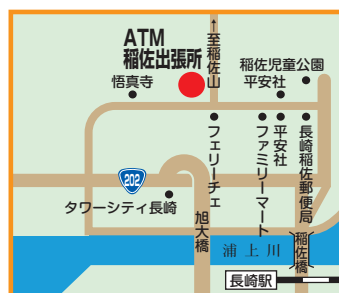 ATM
稲佐出張所
悟真寺
↑至稲佐山
稲佐児童公園
平安社
フェリーチェ
ファミリーマート
平安社
長崎稲佐郵便局
202
タワーシティ長崎
旭大橋
浦上川
稲佐橋
長崎駅